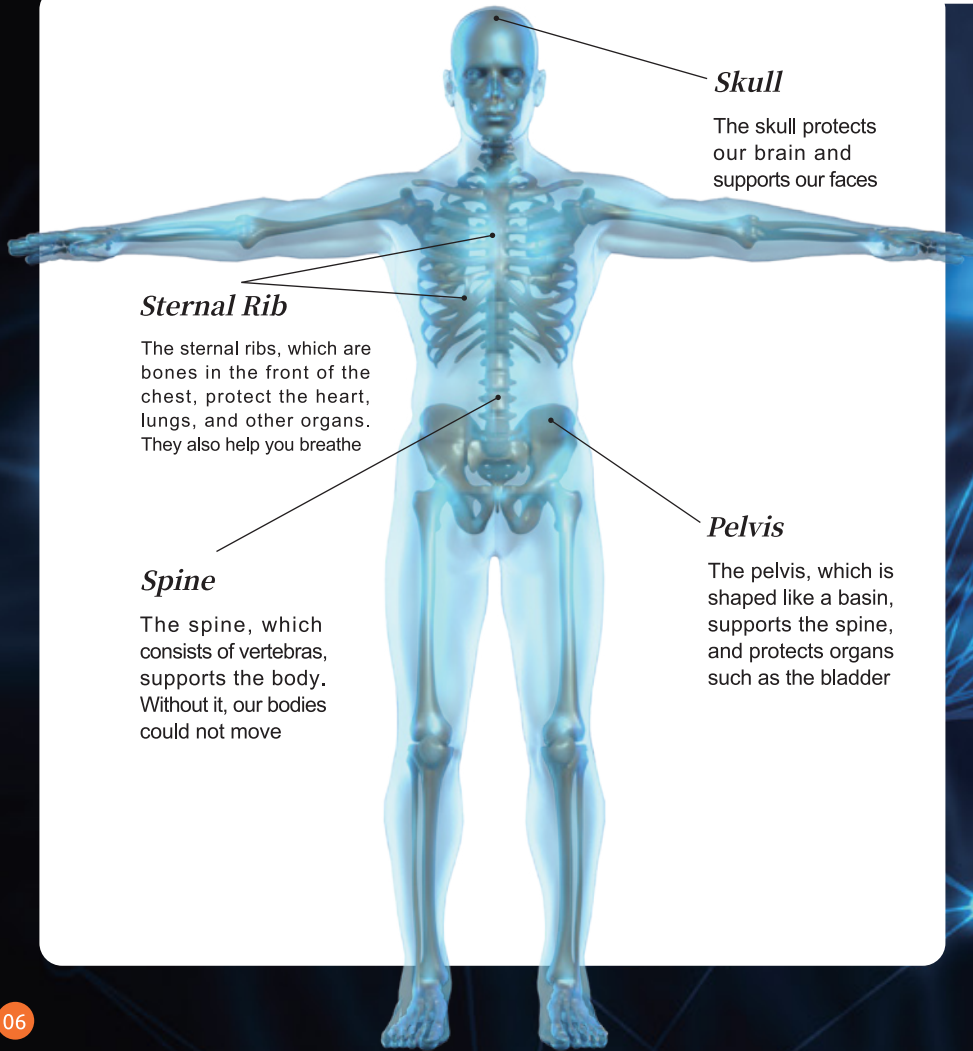 Skull
The skull protects
our brain and
supports our faces
Sternal Rib
The sternal ribs, which are
bones in the front of the
chest, protect the heart,
lungs, and other organs.
They also help you breathe
Spine
The spine, which
consists of vertebras,
supports the body.
Without it, our bodies
could not move
Pelvis
The pelvis, which is
shaped like a basin,
supports the spine,
and protects organs
such as the bladder
06